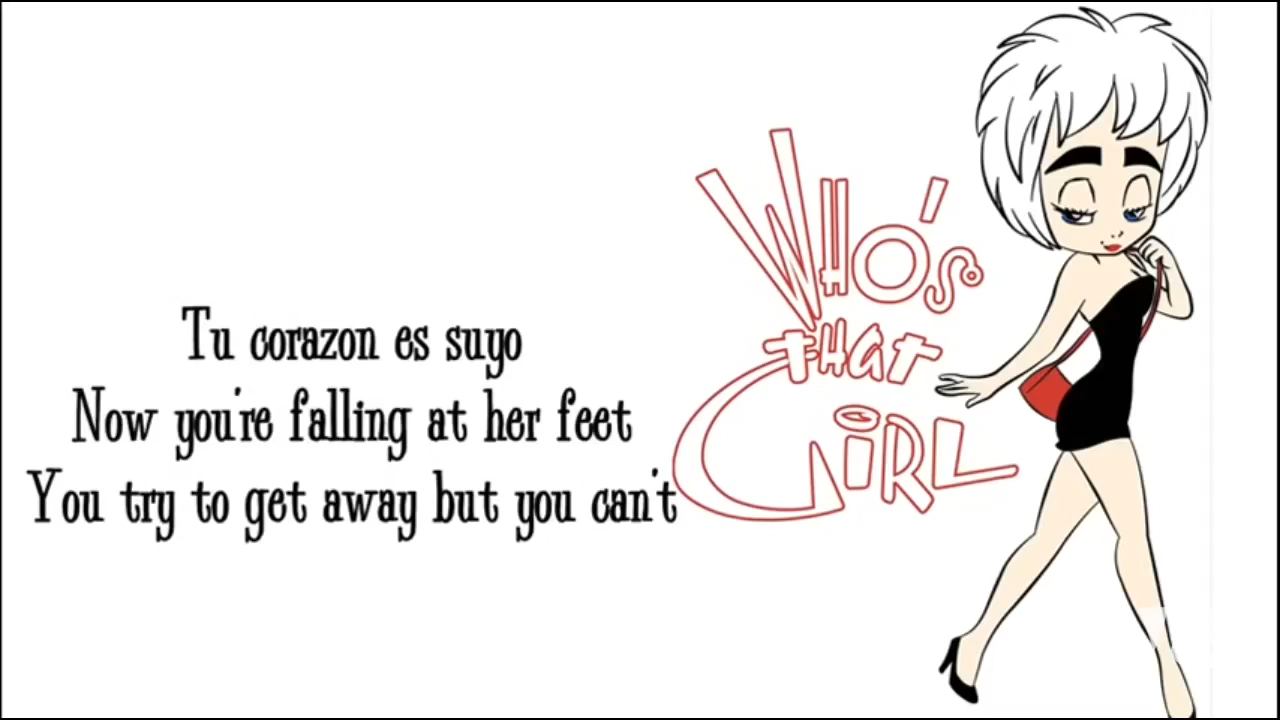 Tu corazon es suyo
Now you're falling at her feet
You try to get away but you can't
WHO'S
tHat
GiRL